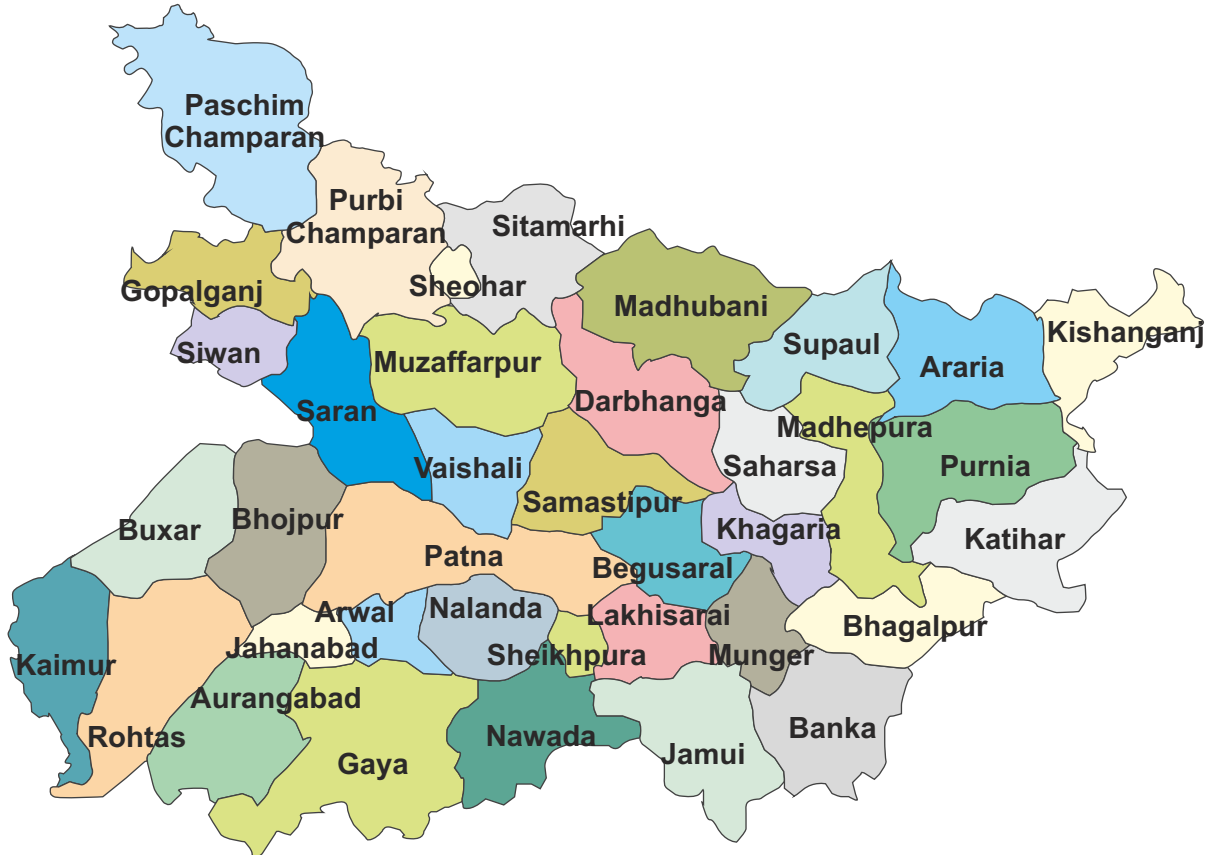 Paschim
Champaran
Purbi
Champaran
Sitamarhi
Gopalganj
Sheohar
Madhubani
Kishanganj
Siwan
Muzaffarpur
Supaul
Araria
Saran
Darbhanga
Madhepura
Vaishali
Saharsa
Purnia
Samastipur
Buxar
Bhojpur
Khagaria
Katihar
Patna
Begusaral
Arwal
Nalanda
Lakhisarai
Bhagalpur
Jahanabad
Sheikhpura
Munger
Kaimur
Aurangabad
Rohtas
Nawada
Banka
Gaya
Jamui